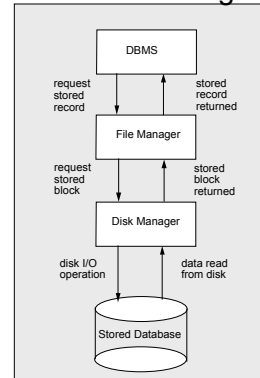 DBMS
request
stored
record
stored
record
returned
File Manager
request
stored
block
stored
block
returned
Disk Manager
disk I/O
operation
data read
from disk
Stored Database